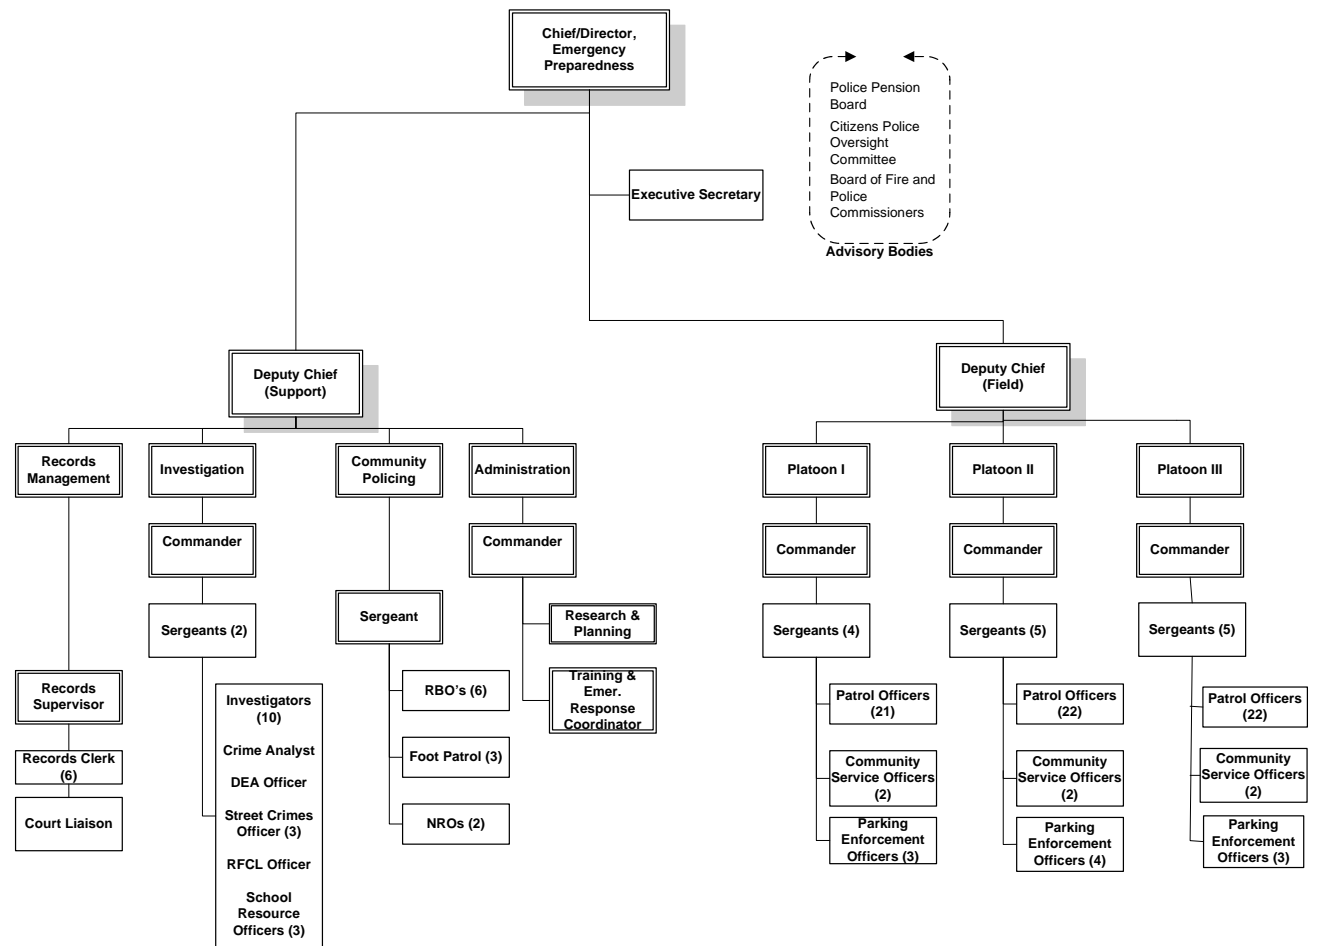 Chief/Director,
Emergency
Preparedness
Police Pension
Board
Citizens Police
Oversight
Committee
Board of Fire and
Police
Commissioners
Advisory Bodies
Executive Secretary
Deputy Chief
(Support)
Deputy Chief
(Field)
Records
Management
Investigation
Community
Policing
Administration
Platoon I
Platoon II
Platoon III
Commander
Commander
Commander
Commander
Commander
Sergeants (2)
Sergeant
Research &
Planning
Sergeants (4)
Sergeants (5)
Sergeants (5)
Records
Supervisor
Records Clerk
(6)
Court Liaison
Investigators
(10)
Crime Analyst
DEA Officer
Street Crimes
Officer (3)
RFCL Officer
School
Resource
Officers (3)
RBO's (6)
Foot Patrol (3)
NROs (2)
Training &
Emer.
Response
Coordinator
Patrol Officers
(21)
Community
Service Officers
(2)
Parking
Enforcement
Officers (3)
Patrol Officers
(22)
Community
Service Officers
(2)
Parking
Enforcement
Officers (4)
Patrol Officers
(22)
Community
Service Officers
(2)
Parking
Enforcement
Officers (3)